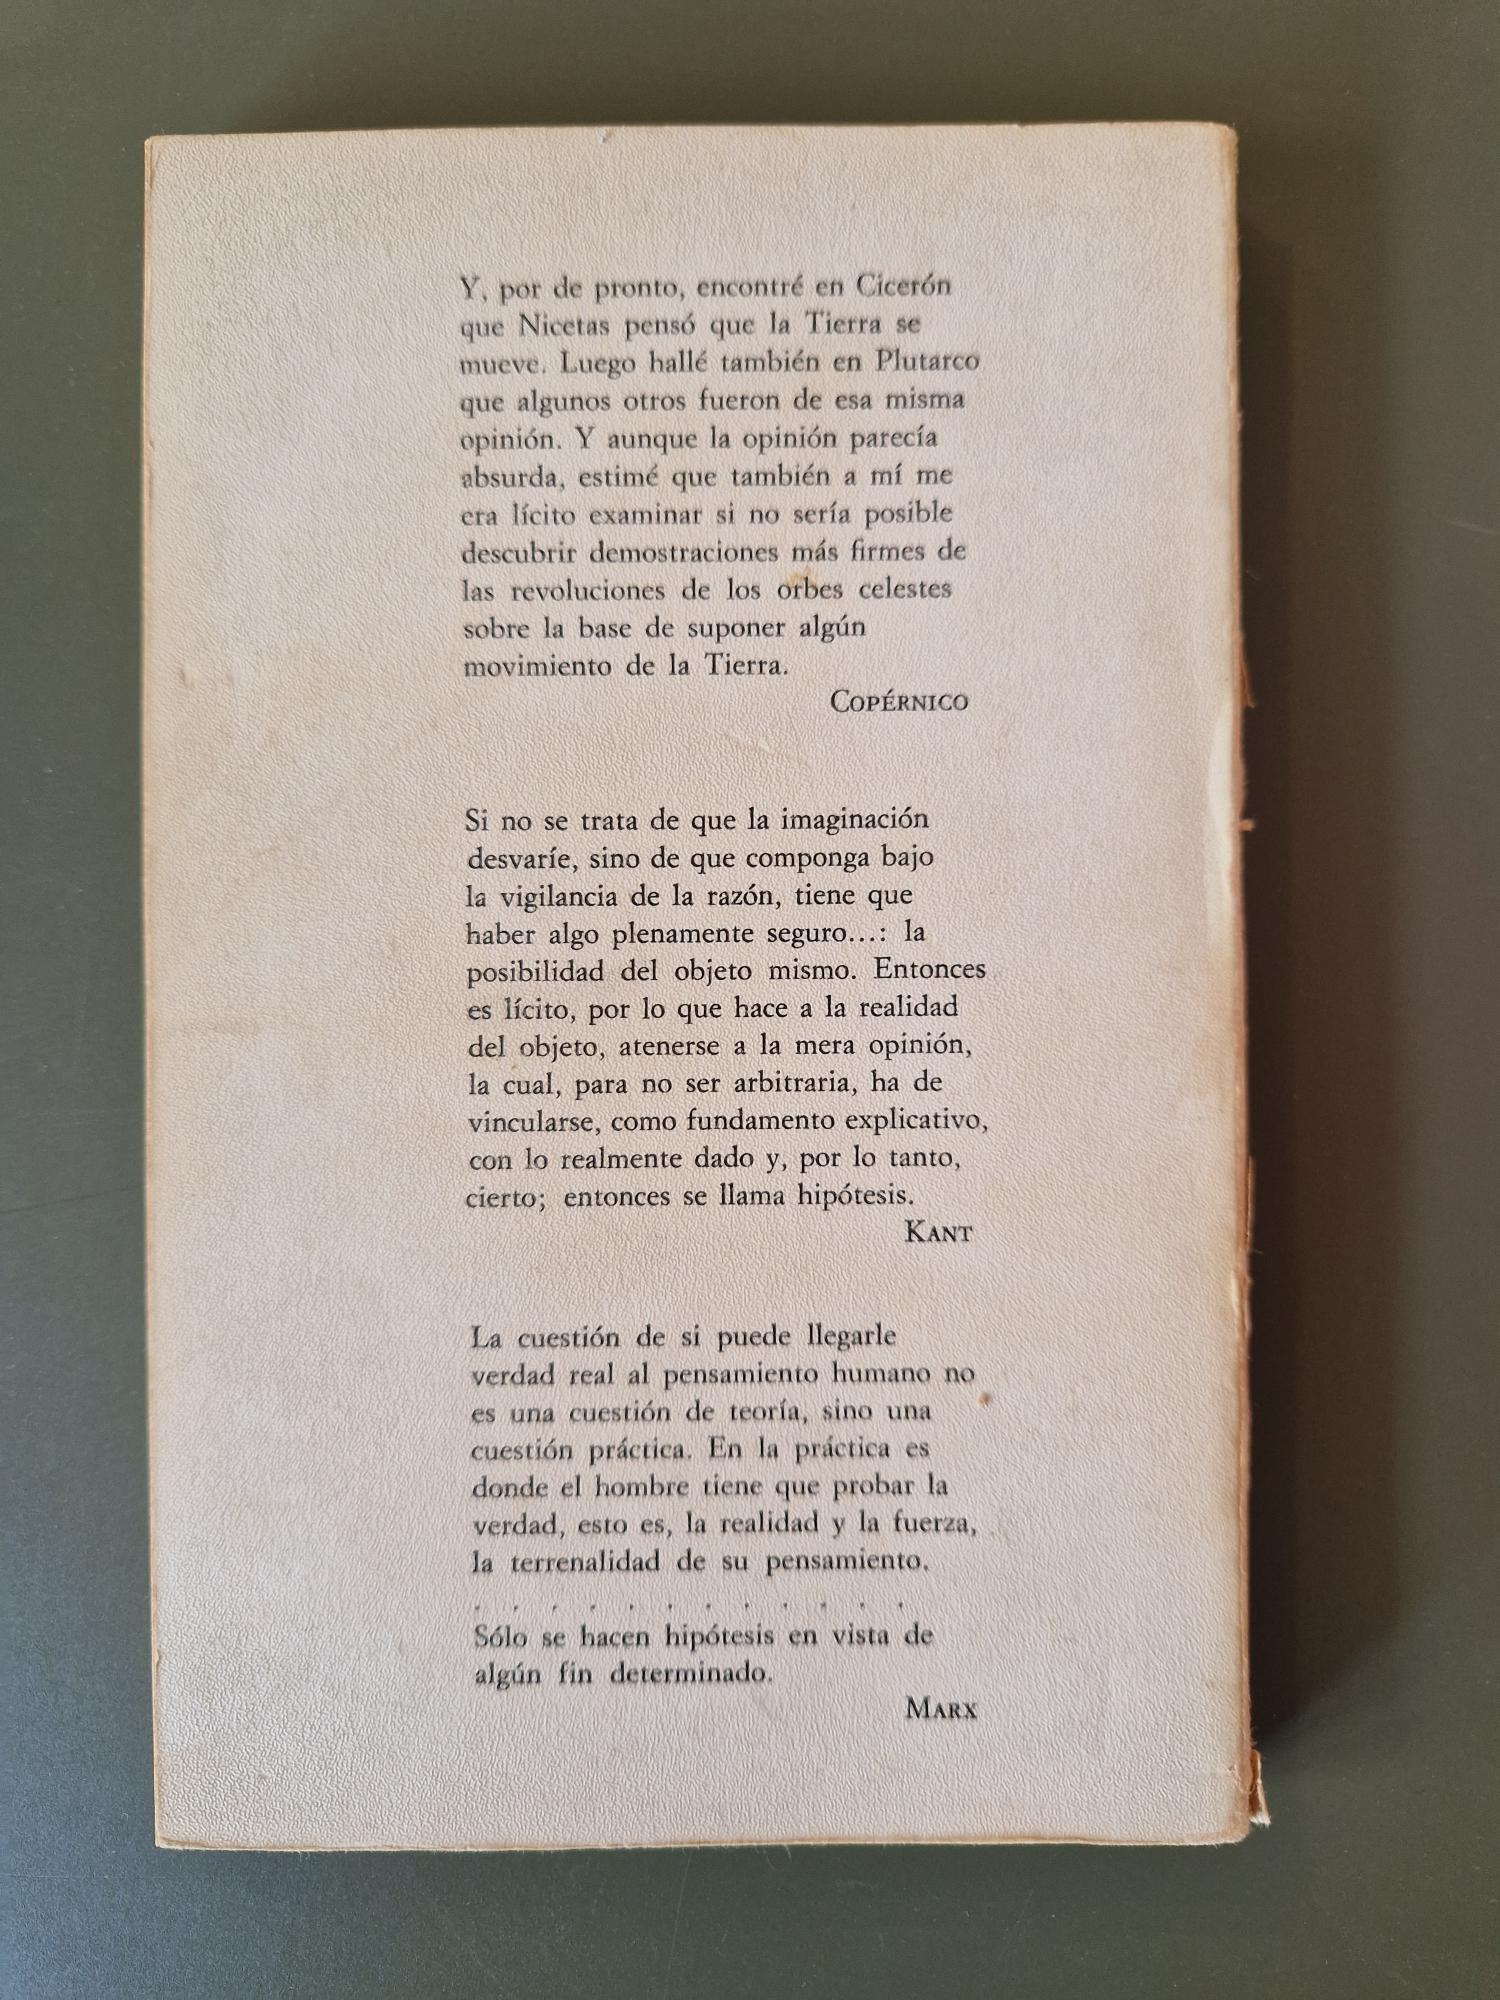 Y, por de pronto, encontré en Cicerón
que Nicetas pensó que la Tierra se
mueve. Luego hallé también en Plutarco
que algunos otros fueron de esa misma
opinión. Y aunque la opinión parecía
absurda, estimé que también a mí me
era lícito examinar si no sería posible
descubrir demostraciones más firmes de
las revoluciones de los orbes celestes
sobre la base de suponer algún
movimiento de la Tierra.
COPÉRNICO
Si no se trata de que la imaginación
desvaríe, sino de que componga bajo
la vigilancia de la razón, tiene que
haber algo plenamente seguro...: la
posibilidad del objeto mismo. Entonces
es lícito, por lo que hace a la realidad
del objeto, atenerse a la mera opinión,
la cual, para no ser arbitraria, ha de
vincularse, como fundamento explicativo,
con lo realmente dado y, por lo tanto,
cierto; entonces se llama hipótesis.
KANT
La cuestión de si puede llegarle
verdad real al pensamiento humano no
es una cuestión de teoría, sino una
cuestión práctica. En la práctica es
donde el hombre tiene que probar la
verdad, esto es, la realidad y la fuerza,
la terrenalidad de su pensamiento.
. . . . . . . . . . . .
Sólo se hacen hipótesis en vista de
algún fin determinado.
MARX